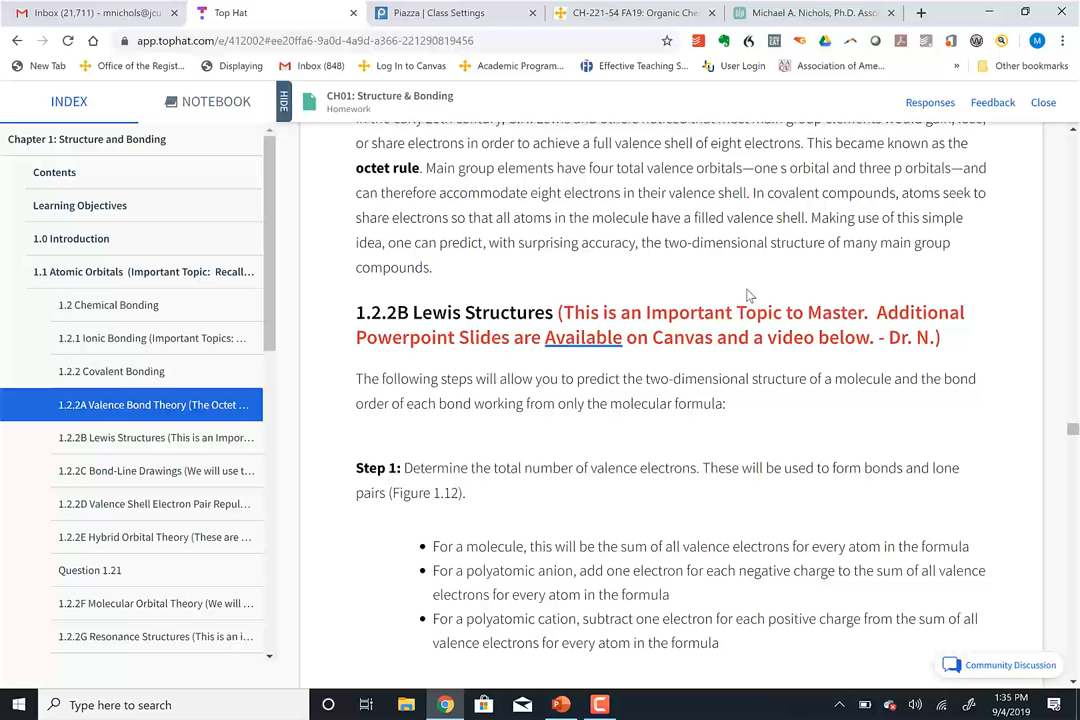 Inbox (21,711) - mnichols@jcu
Top Hat
Piazza | Class Settings
CH-221-54 FA19: Organic Che
Michael A. Nichols, Ph.D. Asso
app.tophat.com/e/412002#ee20ffa6-9a0d-4a9d-a366-221290819456
New Tab
Office of the Regist...
Displaying
Inbox (848)
Log In to Canvas
Academic Program...
Effective Teaching S...
User Login
Association of Ame...
»
Other bookmarks
INDEX
NOTEBOOK
HIDE
CH01: Structure & Bonding
Homework
Responses
Feedback
Close
Chapter 1: Structure and Bonding
Contents
Learning Objectives
1.0 Introduction
1.1 Atomic Orbitals (Important Topic: Recall...
1.2 Chemical Bonding
1.2.1 Ionic Bonding (Important Topics: ...
1.2.2 Covalent Bonding
1.2.2A Valence Bond Theory (The Octet ...
1.2.2B Lewis Structures (This is an Impor...
1.2.2C Bond-Line Drawings (We will use t...
1.2.2D Valence Shell Electron Pair Repul...
1.2.2E Hybrid Orbital Theory (These are ...
Question 1.21
1.2.2F Molecular Orbital Theory (We will ...
1.2.2G Resonance Structures (This is an i...
or share electrons in order to achieve a full valence shell of eight electrons. This became known as the
octet rule. Main group elements have four total valence orbitals—one s orbital and three p orbitals—and
can therefore accommodate eight electrons in their valence shell. In covalent compounds, atoms seek to
share electrons so that all atoms in the molecule have a filled valence shell. Making use of this simple
idea, one can predict, with surprising accuracy, the two-dimensional structure of many main group
compounds.
1.2.2B Lewis Structures (This is an Important Topic to Master. Additional
Powerpoint Slides are Available on Canvas and a video below. - Dr. N.)
The following steps will allow you to predict the two-dimensional structure of a molecule and the bond
order of each bond working from only the molecular formula:
Step 1: Determine the total number of valence electrons. These will be used to form bonds and lone
pairs (Figure 1.12).
• For a molecule, this will be the sum of all valence electrons for every atom in the formula
• For a polyatomic anion, add one electron for each negative charge to the sum of all valence
electrons for every atom in the formula
• For a polyatomic cation, subtract one electron for each positive charge from the sum of all
valence electrons for every atom in the formula
Community Discussion
Type here to search
1:35 PM
9/4/2019